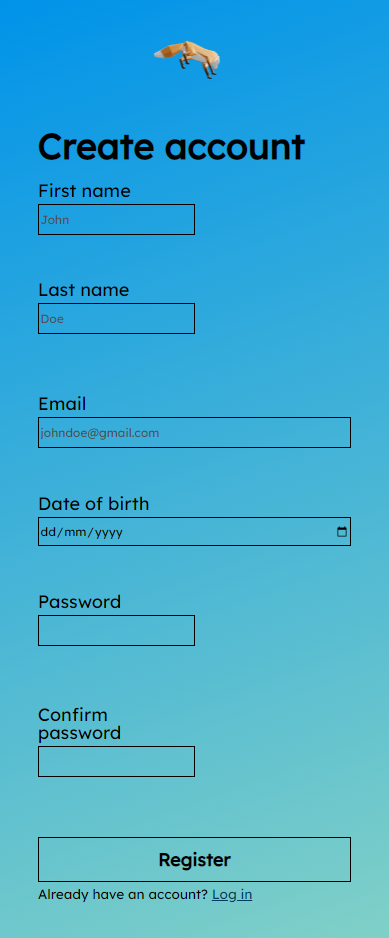 Create account
First name
John
Last name
Doe
Email
johndoe@gmail.com
Date of birth
dd/mm/yyyy
Password
Confirm
password
Register
Already have an account? Log in